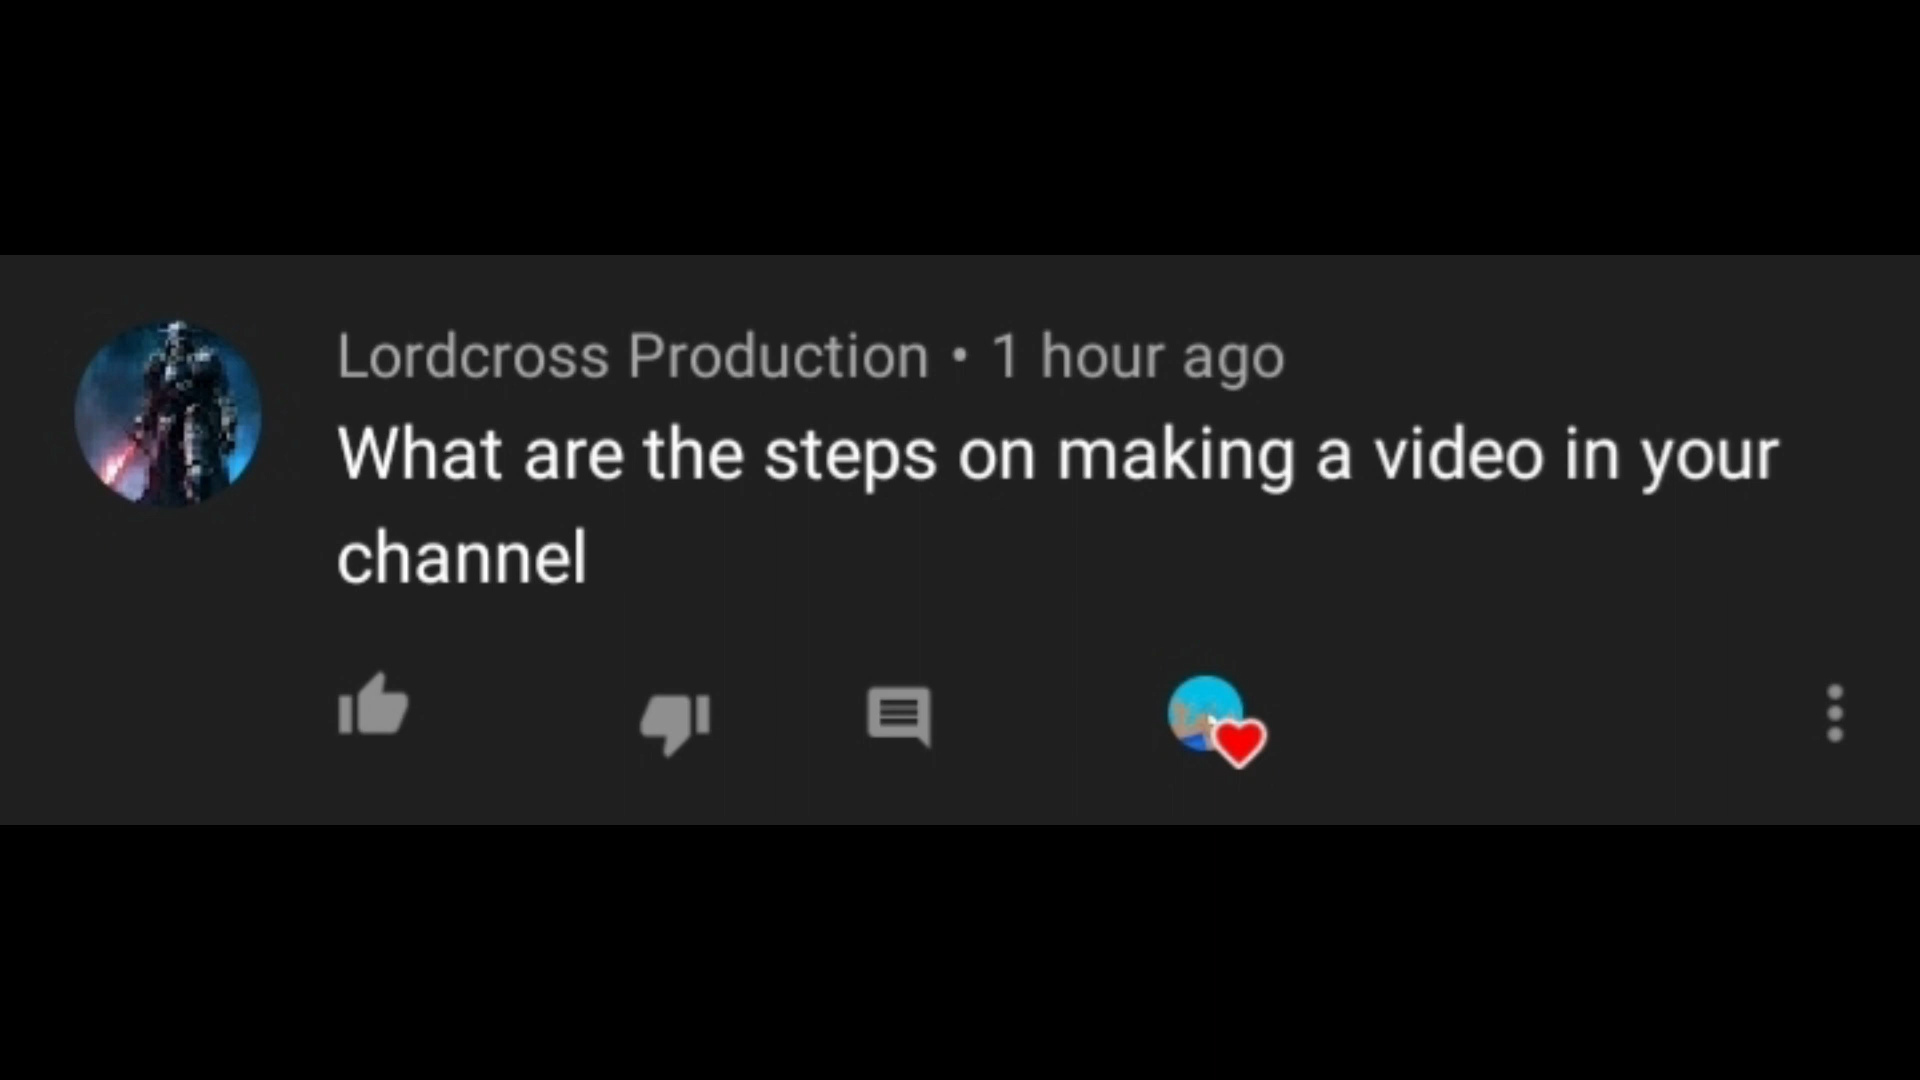 Lordcross Production • 1 hour ago
What are the steps on making a video in your
channel